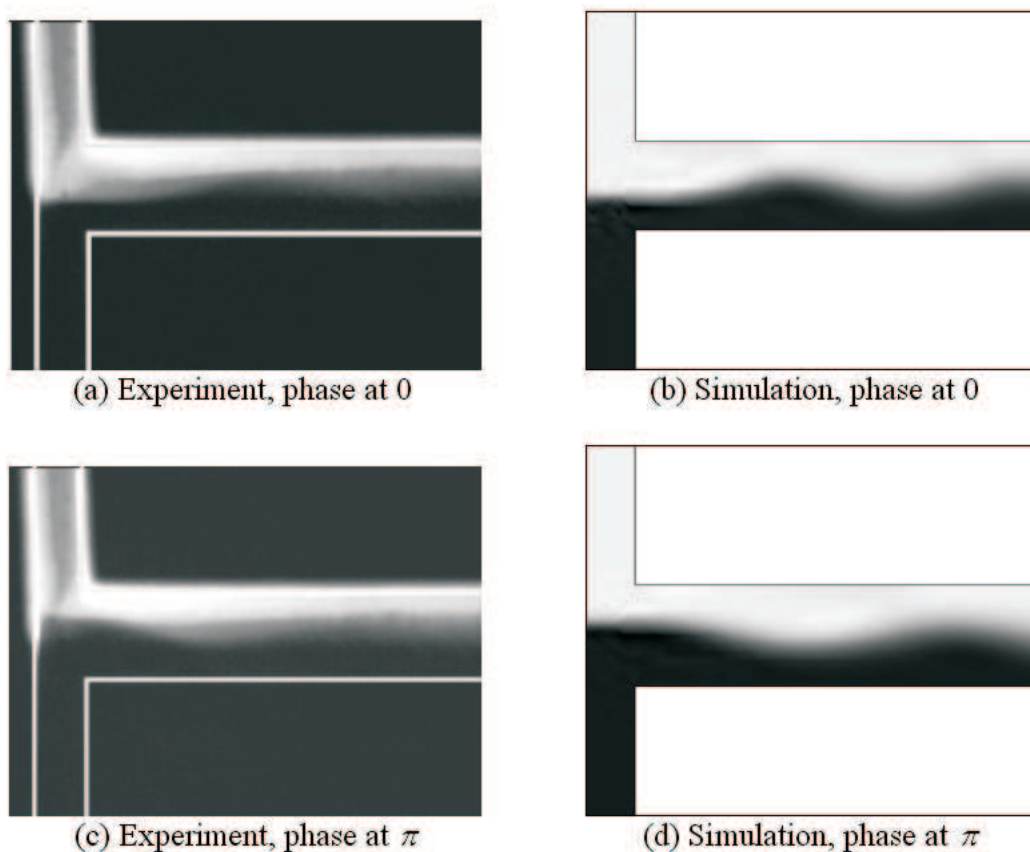 (a) Experiment, phase at 0
(b) Simulation, phase at 0
(c) Experiment, phase at π
(d) Simulation, phase at π